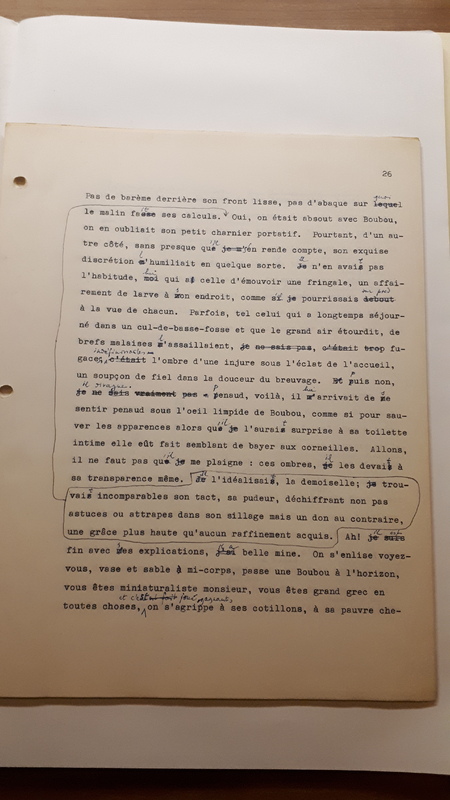 26
Pas de barème derrière son front lisse, pas d'abaque sur lequel
le malin fasse ses calculs. Oui, on était absout avec Boubou,
on en oubliait son petit charnier portatif. Pourtant, d'un au-
tre côté, sans presque que je m'en rende compte, son exquise
discrétion m'humiliait en quelque sorte. Je n'en avais pas
l'habitude, moi qui ai celle d'émouvoir une fringale, un affai-
rement de larve à mon endroit, comme si je pourrissais debout
à la vue de chacun. Parfois, tel celui qui a longtemps séjour-
né dans un cul-de-basse-fosse et que le grand air étourdit, de
brefs malaises m'assaillaient, je ne sais pas, c'était trop fu-
gace, c'était l'ombre d'une injure sous l'éclat de l'accueil,
un soupçon de fiel dans la douceur du breuvage. Et puis non,
je ne suis vraiment pas penaud, voilà, il m'arrivait de me
sentir penaud sous l'oeil limpide de Boubou, comme si pour sau-
ver les apparences alors que je l'aurais surprise à sa toilette
intime elle eût fait semblant de bayer aux corneilles. Allons,
il ne faut pas que je me plaigne : ces ombres, je les devais à
sa transparence même. Je l'idéalisais, la demoiselle; je trou-
vais incomparables son tact, sa pudeur, déchiffrant non pas
astuces ou attrapes dans son sillage mais un don au contraire,
une grâce plus haute qu'aucun raffinement acquis. Ah! je suis
fin avec mes explications, j'ai belle mine. On s'enlise voyez-
vous, vase et sable à mi-corps, passe une Boubou à l'horizon,
vous êtes miniaturiste monsieur, vous êtes grand grec en
toutes choses, on s'agrippe à ses cotillons, à sa pauvre che-